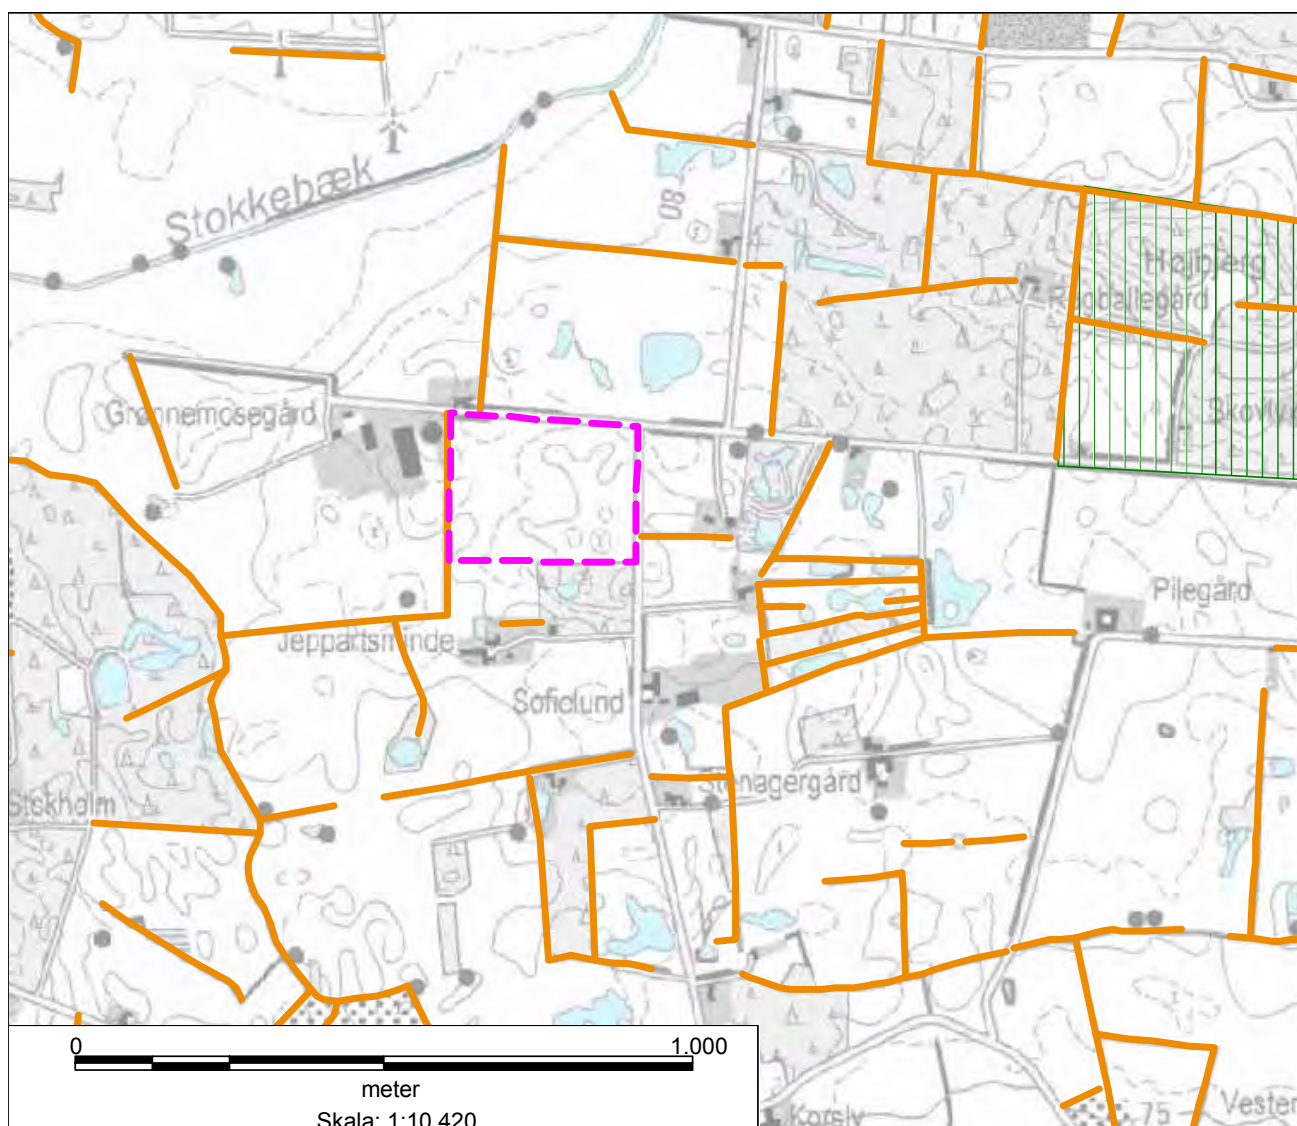 Stokkebæk
80
Højbjerg
Rugballegård
Grønnemosegård
Skovly
Pilegård
Jeppartsminde
Sofielund
Stenagergård
Stokholm
0 1.000
meter
Skala: 1:10 420
Korsly
75
Vester